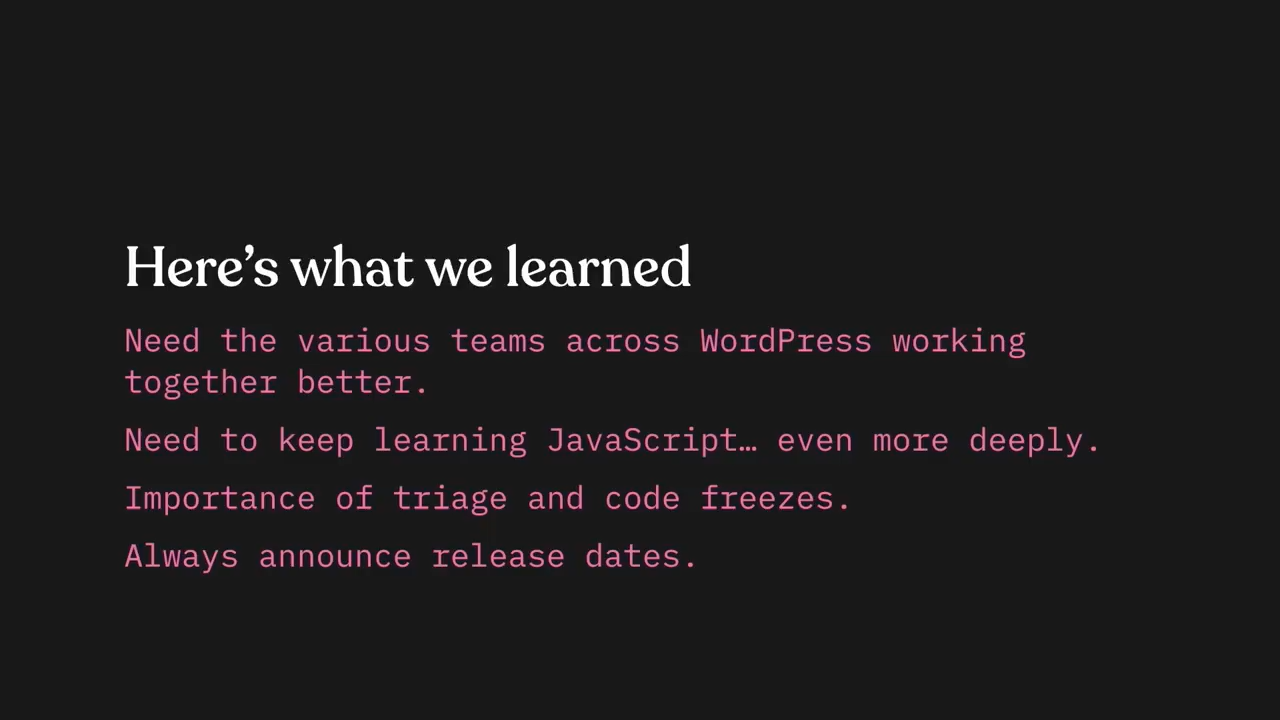 Here’s what we learned
Need the various teams across WordPress working
together better.
Need to keep learning JavaScript… even more deeply.
Importance of triage and code freezes.
Always announce release dates.